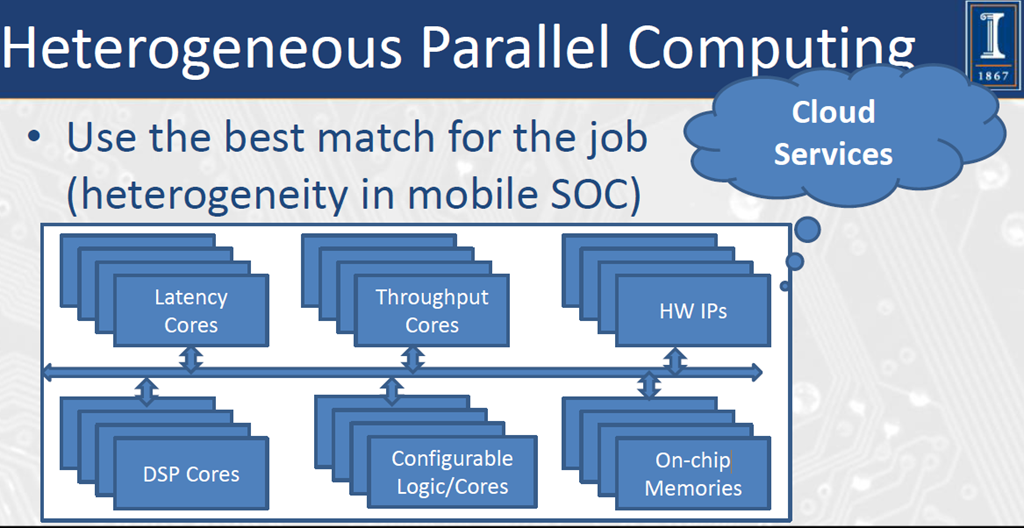 Heterogeneous Parallel Computing
I
1867
Cloud
Services
• Use the best match for the job
(heterogeneity in mobile SOC)
Latency
Cores
Throughput
Cores
HW IPs
DSP Cores
Configurable
Logic/Cores
On-chip
Memories